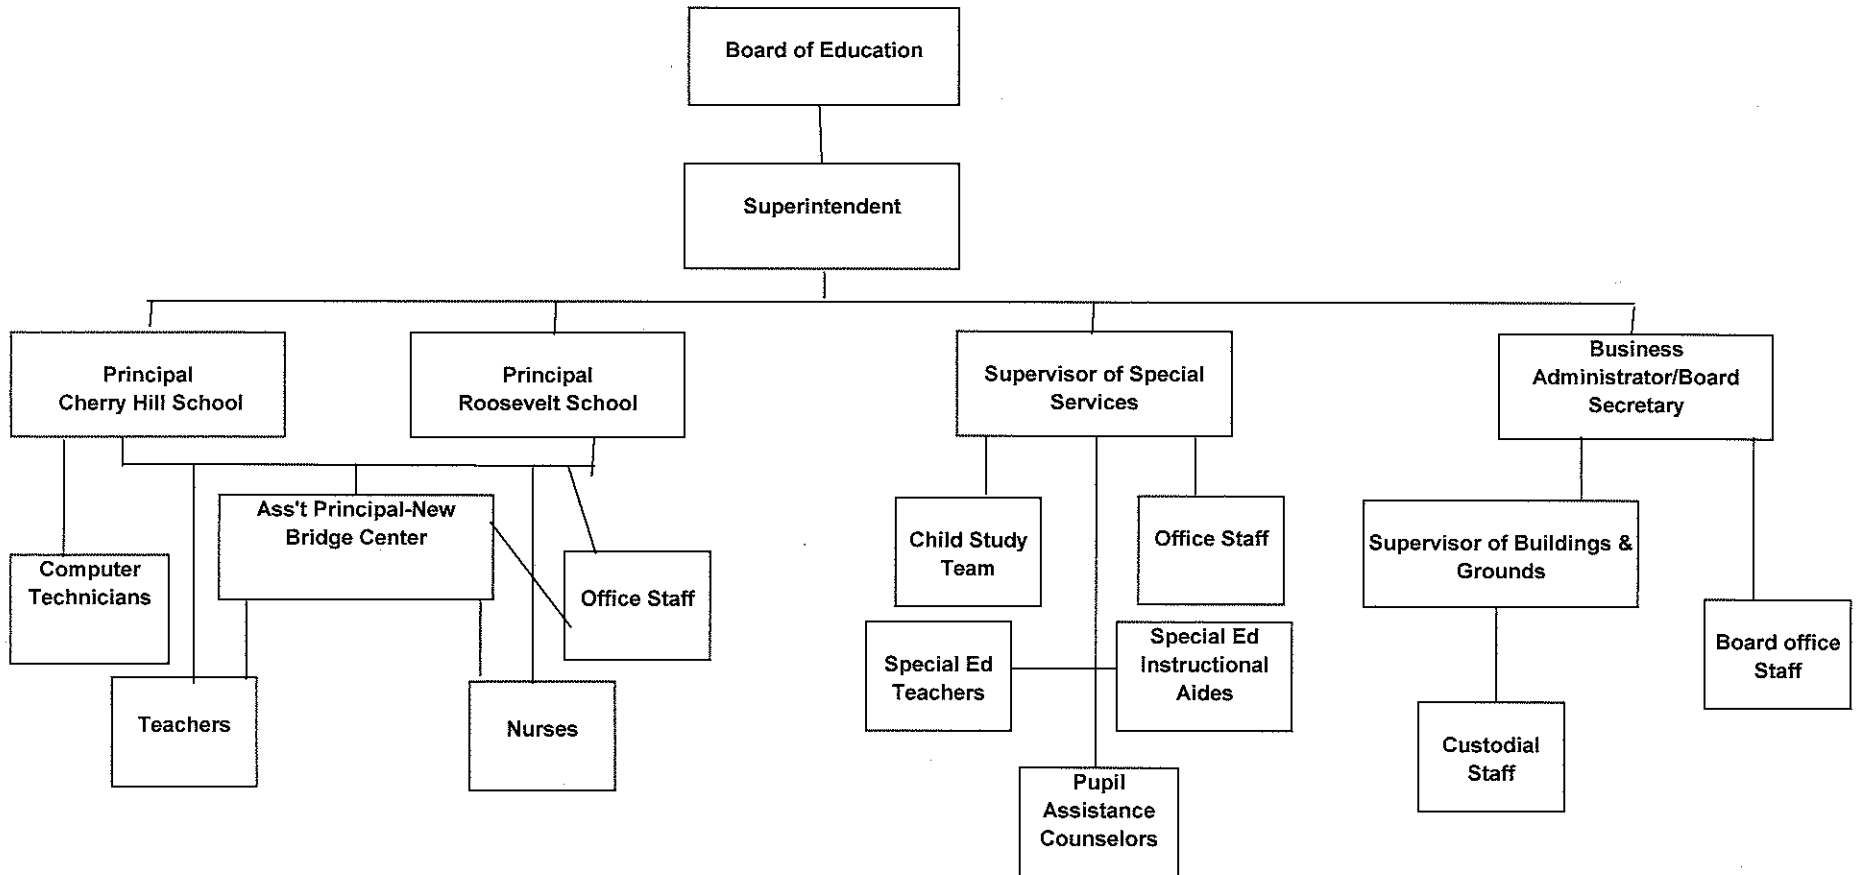 Board of Education
Superintendent
Principal
Cherry Hill School
Principal
Roosevelt School
Supervisor of Special
Services
Business
Administrator/Board
Secretary
Ass't Principal-New
Bridge Center
Computer
Technicians
Office Staff
Teachers
Nurses
Child Study
Team
Office Staff
Special Ed
Teachers
Special Ed
Instructional
Aides
Pupil
Assistance
Counselors
Supervisor of Buildings &
Grounds
Board office
Staff
Custodial
Staff